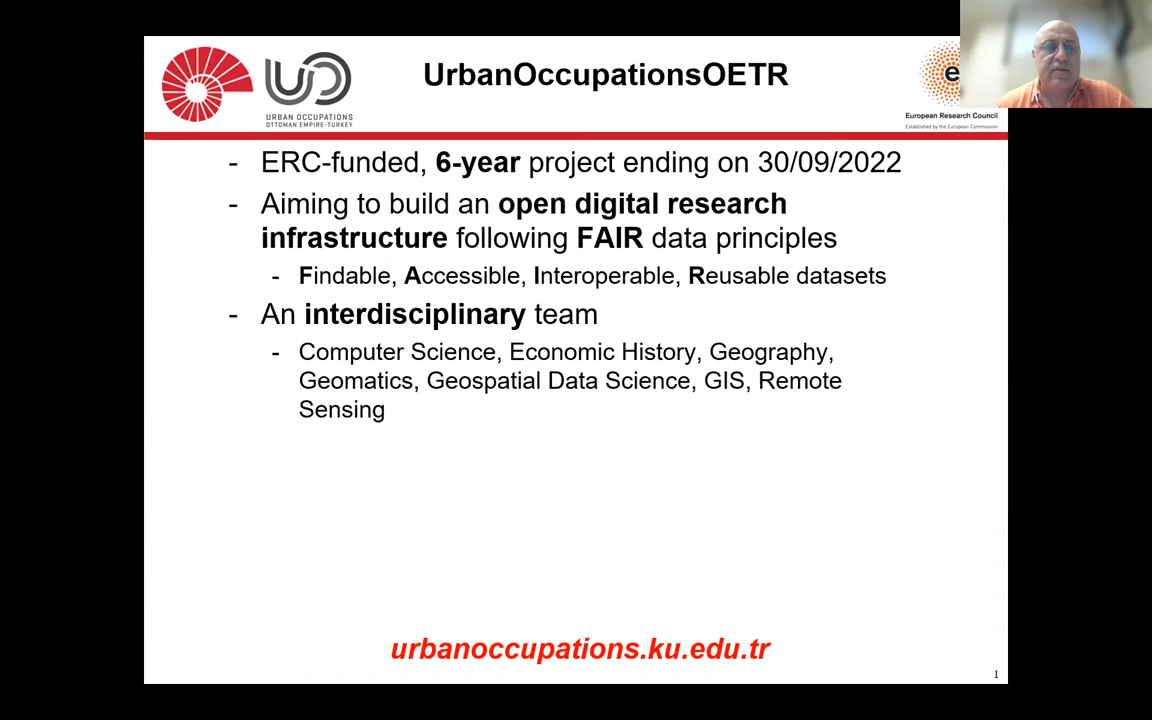 UrbanOccupationsOETR
URBAN OCCUPATIONS
OTTOMAN EMPIRE-TURKEY
e
European Research Council
Established by the European Commission
- ERC-funded, 6-year project ending on 30/09/2022
- Aiming to build an open digital research
infrastructure following FAIR data principles
- Findable, Accessible, Interoperable, Reusable datasets
- An interdisciplinary team
- Computer Science, Economic History, Geography,
Geomatics, Geospatial Data Science, GIS, Remote
Sensing
urbanoccupations.ku.edu.tr
1